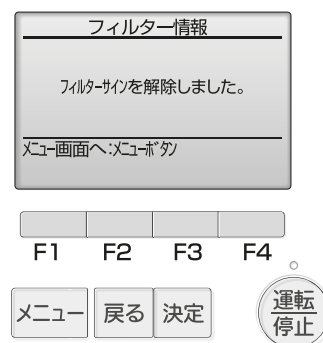 フィルター情報
ﾌｨﾙﾀｰｻｲﾝを解除しました。
ﾒﾆｭｰ画面へ:ﾒﾆｭｰﾎﾞﾀﾝ
F1 F2 F3 F4
メニュー 戻る 決定 運転
停止